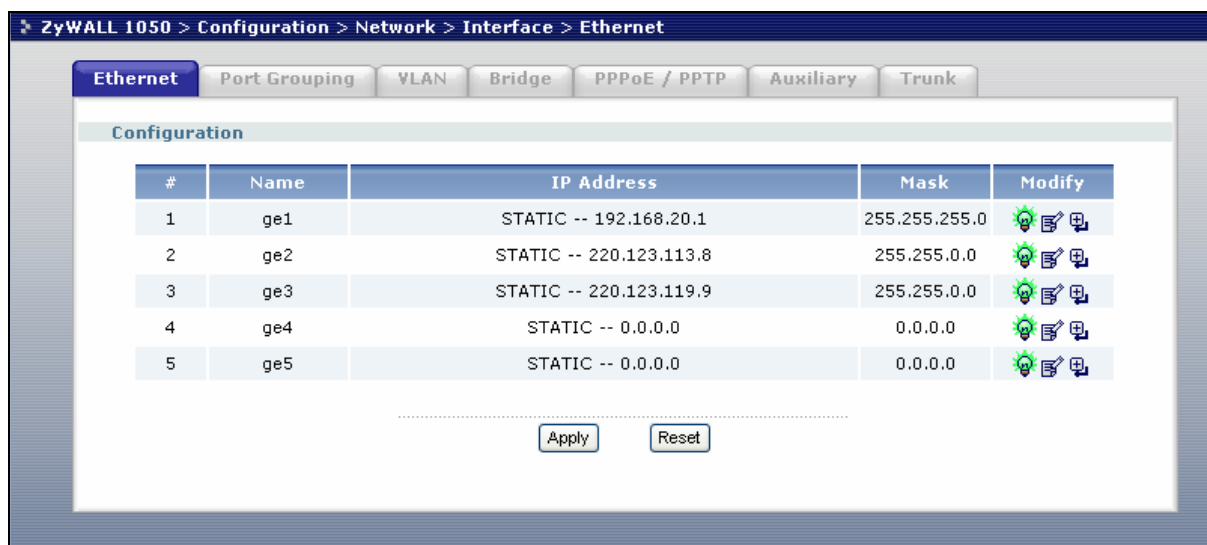 ZyWALL 1050 > Configuration > Network > Interface > Ethernet
Ethernet Port Grouping VLAN Bridge PPPoE / PPTP Auxiliary Trunk
Configuration
# Name IP Address Mask Modify
1 ge1 STATIC -- 192.168.20.1 255.255.255.0
2 ge2 STATIC -- 220.123.113.8 255.255.0.0
3 ge3 STATIC -- 220.123.119.9 255.255.0.0
4 ge4 STATIC -- 0.0.0.0 0.0.0.0
5 ge5 STATIC -- 0.0.0.0 0.0.0.0
Apply Reset